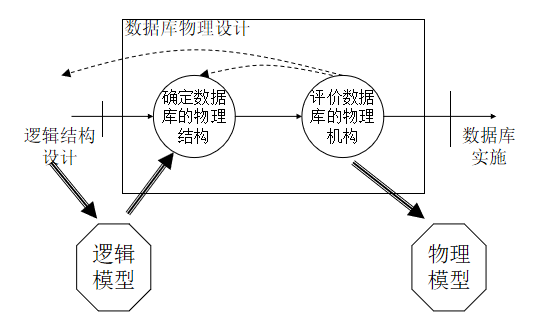 数据库物理设计
确定数据
库的物理
结构
评价数据
库的物理
机构
逻辑结构
设计
数据库
实施
逻辑
模型
物理
模型